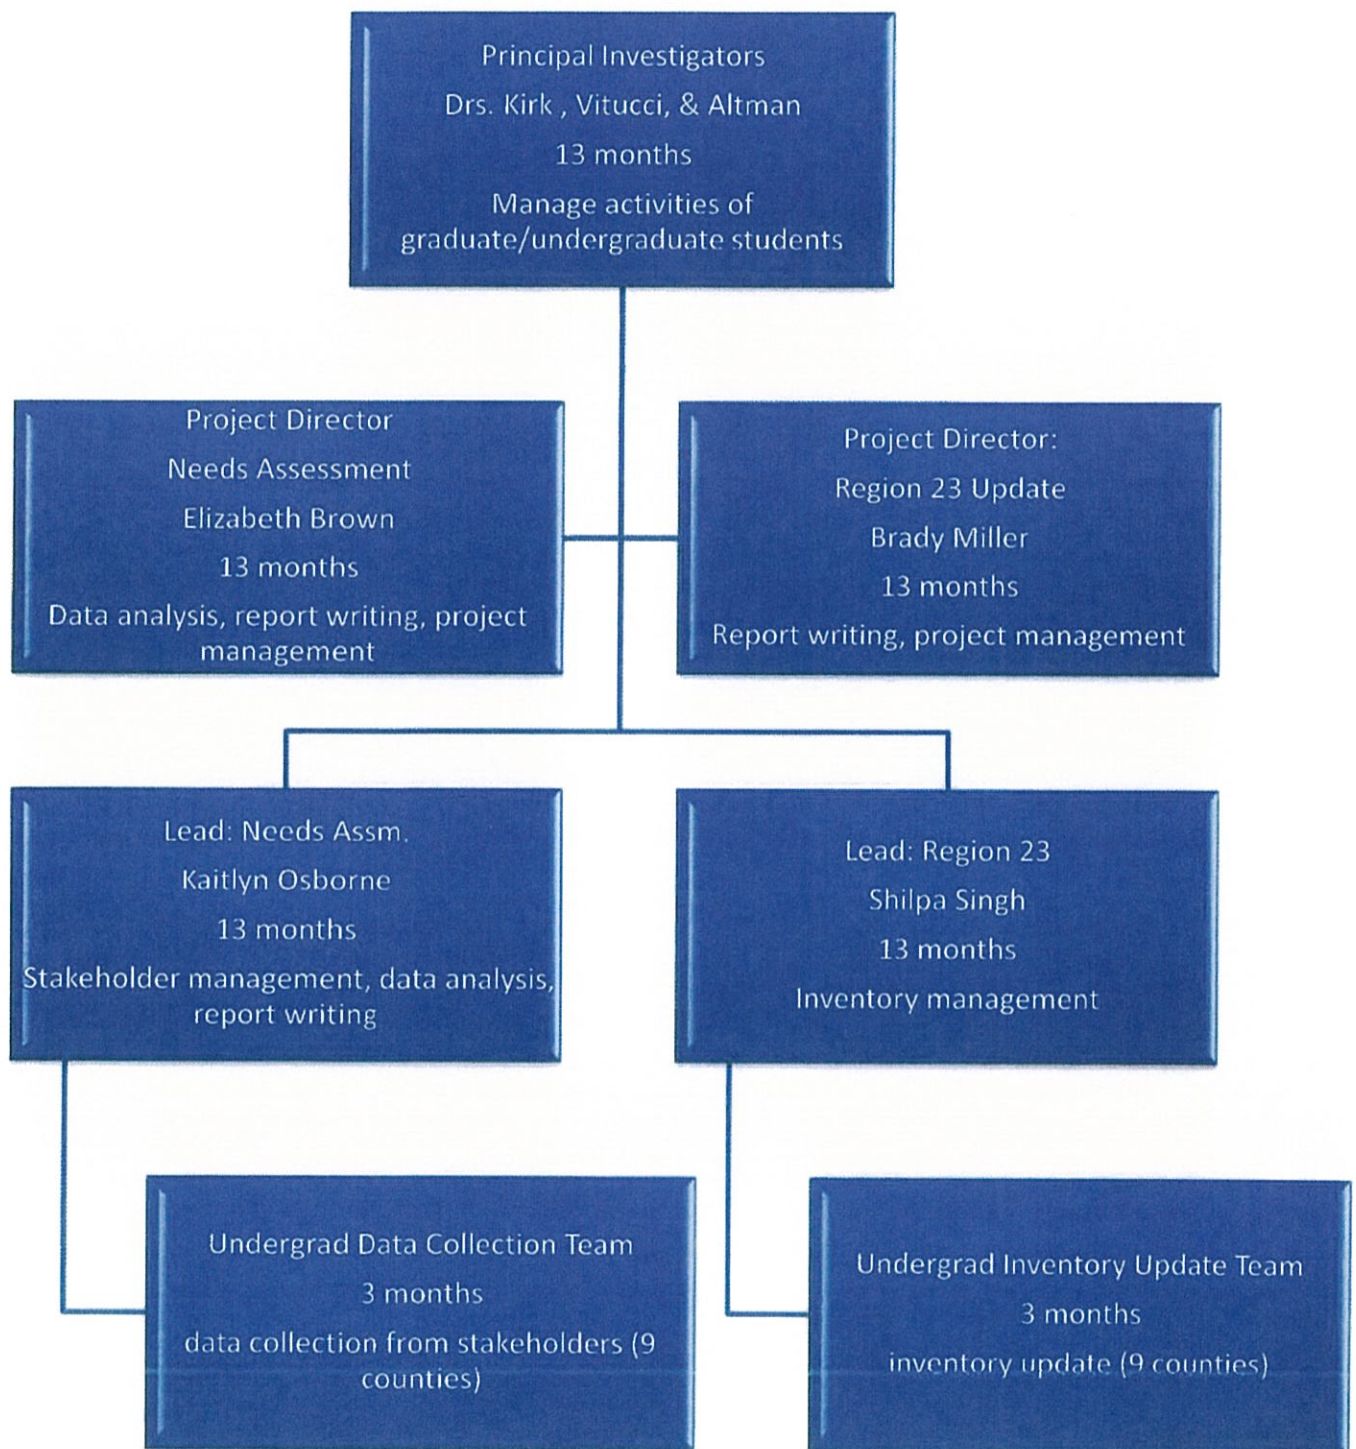 Principal Investigators
Drs. Kirk , Vitucci, & Altman
13 months
Manage activities of
graduate/undergraduate students
Project Director
Needs Assessment
Elizabeth Brown
13 months
Data analysis, report writing, project
management
Project Director:
Region 23 Update
Brady Miller
13 months
Report writing, project management
Lead: Needs Assm.
Kaitlyn Osborne
13 months
Stakeholder management, data analysis,
report writing
Lead: Region 23
Shilpa Singh
13 months
Inventory management
Undergrad Data Collection Team
3 months
data collection from stakeholders (9
counties)
Undergrad Inventory Update Team
3 months
inventory update (9 counties)